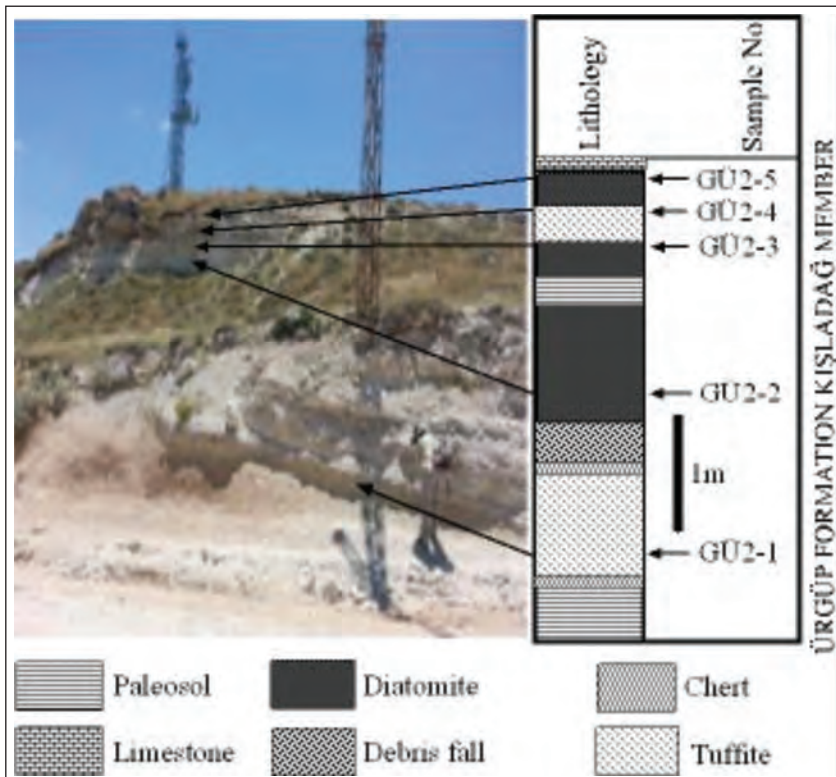 Lithology
Sample No
GÜ2-5
GÜ2-4
GÜ2-3
GÜ2-2
1m
GÜ2-1
ÜRGÜP FORMATION KIŞLADAĞ MEMBER
Paleosol
Diatomite
Chert
Limestone
Debris fall
Tuffite